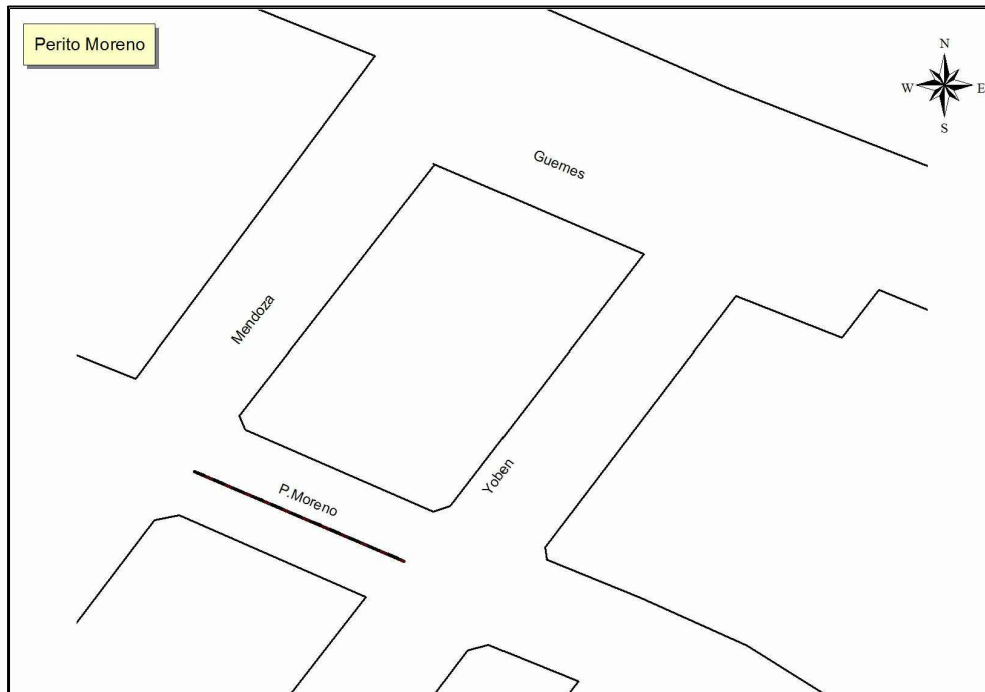 Perito Moreno
N
W
E
S
Guemes
Mendoza
Yoben
P.Moreno